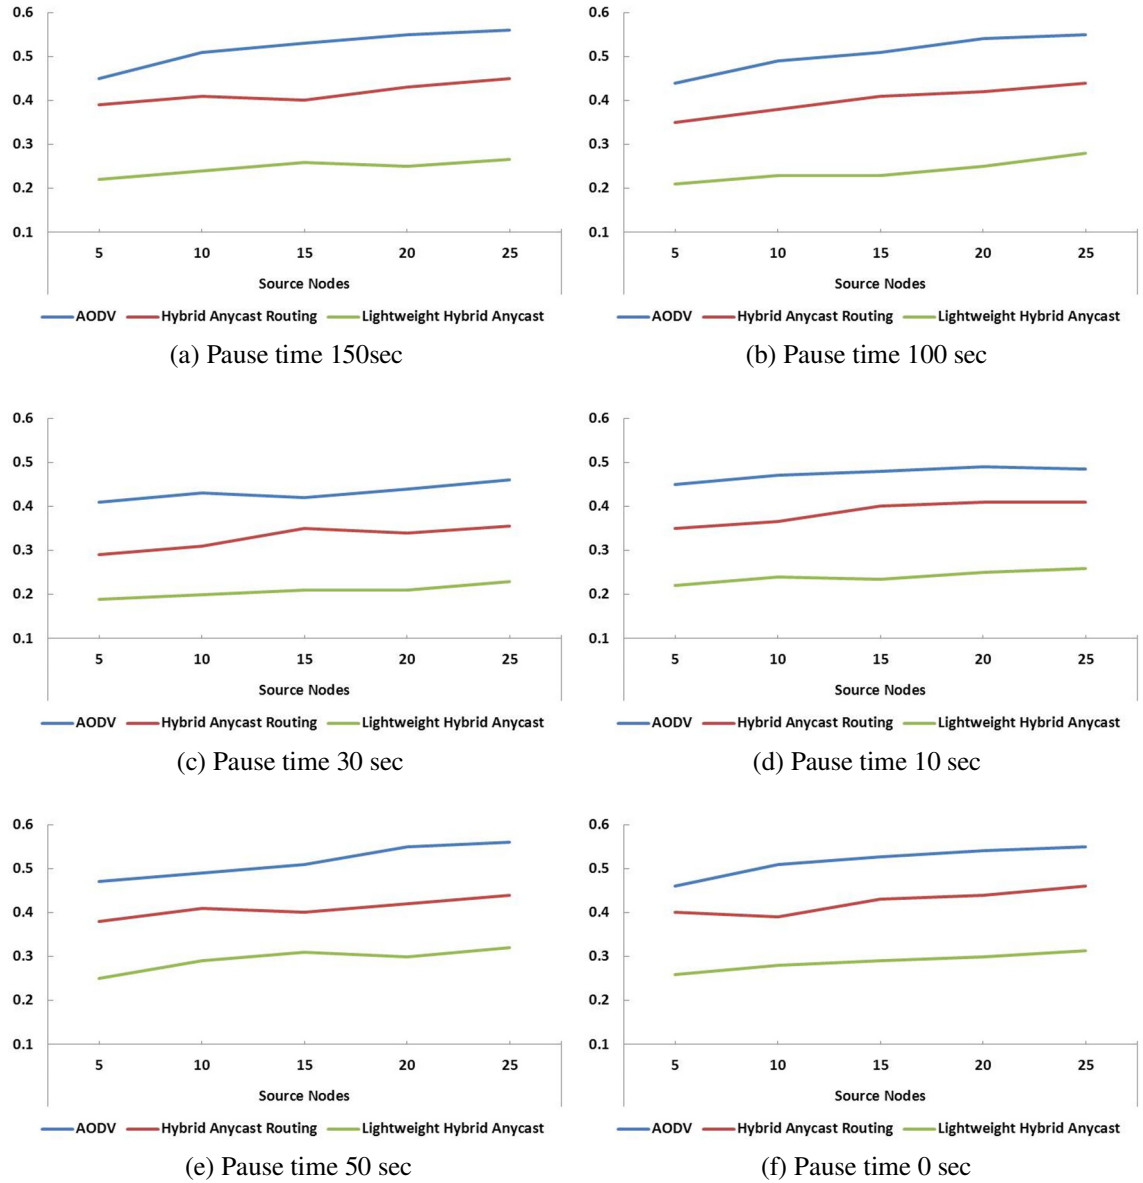 0.6
0.5
0.4
0.3
0.2
0.1
5 10 15 20 25
Source Nodes
AODV Hybrid Anycast Routing Lightweight Hybrid Anycast
(a) Pause time 150sec
0.6
0.5
0.4
0.3
0.2
0.1
5 10 15 20 25
Source Nodes
AODV Hybrid Anycast Routing Lightweight Hybrid Anycast
(b) Pause time 100 sec
0.6
0.5
0.4
0.3
0.2
0.1
5 10 15 20 25
Source Nodes
AODV Hybrid Anycast Routing Lightweight Hybrid Anycast
(c) Pause time 30 sec
0.6
0.5
0.4
0.3
0.2
0.1
5 10 15 20 25
Source Nodes
AODV Hybrid Anycast Routing Lightweight Hybrid Anycast
(d) Pause time 10 sec
0.6
0.5
0.4
0.3
0.2
0.1
5 10 15 20 25
Source Nodes
AODV Hybrid Anycast Routing Lightweight Hybrid Anycast
(e) Pause time 50 sec
0.6
0.5
0.4
0.3
0.2
0.1
5 10 15 20 25
Source Nodes
AODV Hybrid Anycast Routing Lightweight Hybrid Anycast
(f) Pause time 0 sec